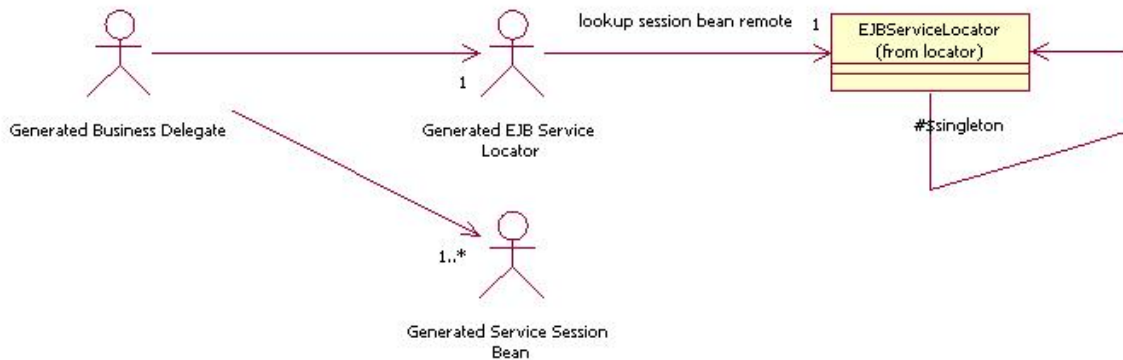 lookup session bean remote
1
EJBServiceLocator
(from locator)
1
Generated Business Delegate
Generated EJB Service
Locator
#$singleton
1..*
Generated Service Session
Bean